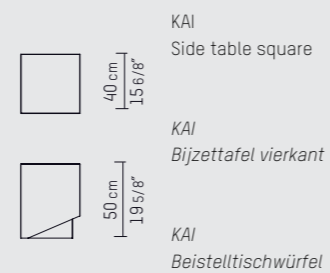 KAI
Side table square
40 cm
15 6/8"
KAI
Bijzettafel vierkant
50 cm
19 5/8"
KAI
Beistelltischwürfel